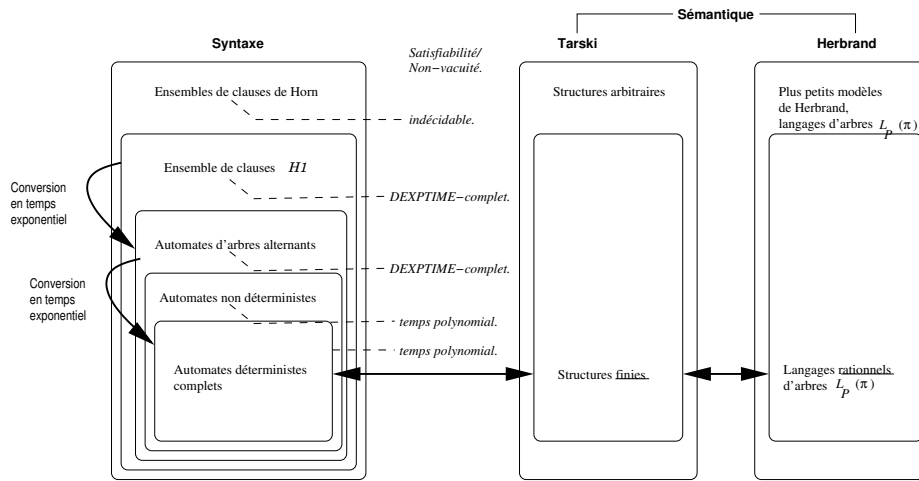 Sémantique
Syntaxe
Tarski
Herbrand
Satisfiabilité/
Non−vacuité.
Ensembles de clauses de Horn
indécidable.
Structures arbitraires
Plus petits modèles
de Herbrand,
langages d'arbres L_P (π)
Ensemble de clauses H1
DEXPTIME−complet.
Conversion
en temps
exponentiel
Automates d'arbres alternants
DEXPTIME−complet.
Conversion
en temps
exponentiel
Automates non déterministes
temps polynomial.
temps polynomial.
Automates déterministes
complets
Structures finies
Langages rationnels
d'arbres L_P (π)